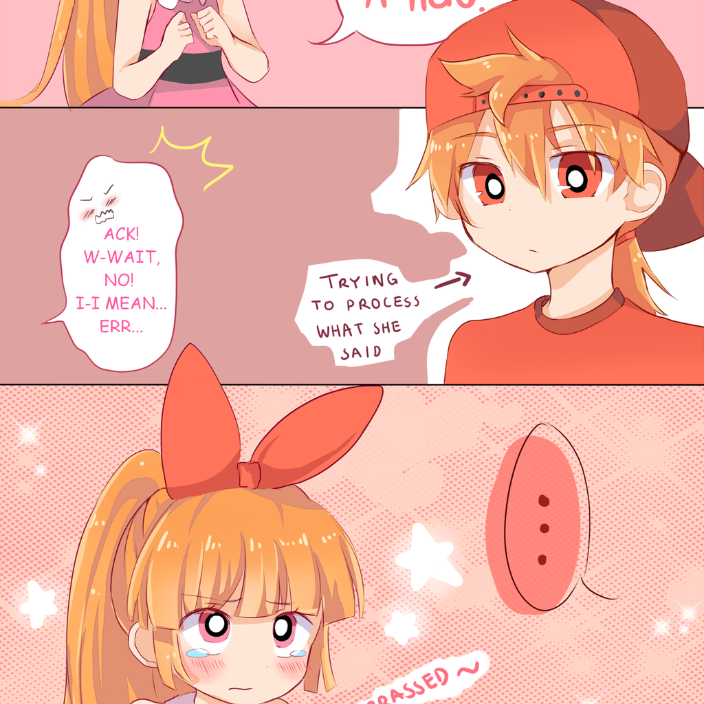 ACK!
W-WAIT,
NO!
I-I MEAN...
ERR...
TRYING
TO PROCESS
WHAT SHE
SAID
...